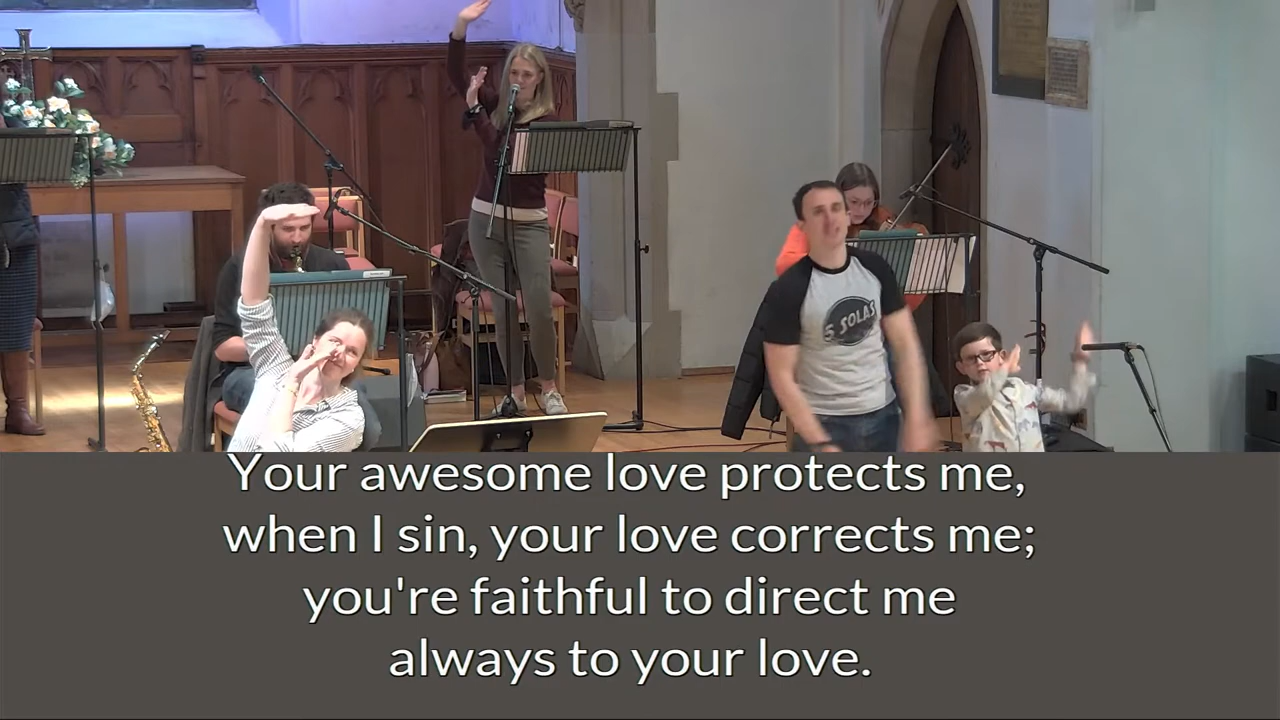 5 SOLAS
Your awesome love protects me,
when I sin, your love corrects me;
you're faithful to direct me
always to your love.